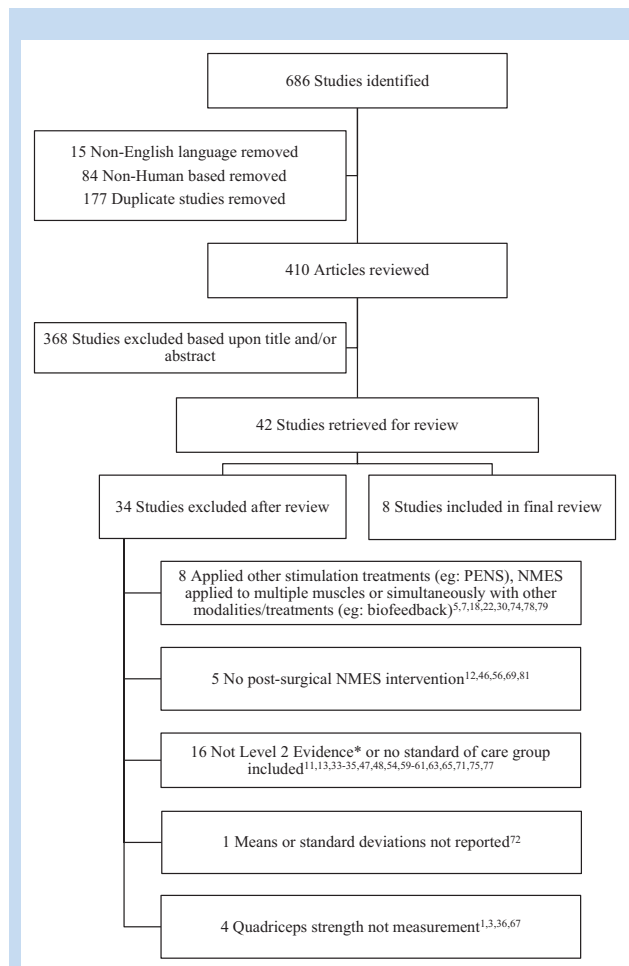 686 Studies identified
15 Non-English language removed
84 Non-Human based removed
177 Duplicate studies removed
410 Articles reviewed
368 Studies excluded based upon title and/or
abstract
42 Studies retrieved for review
34 Studies excluded after review
8 Studies included in final review
8 Applied other stimulation treatments (eg: PENS), NMES
applied to multiple muscles or simultaneously with other
modalities/treatments (eg: biofeedback)5,7,18,22,30,74,78,79
5 No post-surgical NMES intervention12,46,56,69,81
16 Not Level 2 Evidence* or no standard of care group
included11,13,33-35,47,48,54,59-61,63,65,71,75,77
1 Means or standard deviations not reported72
4 Quadriceps strength not measurement1,3,36,67